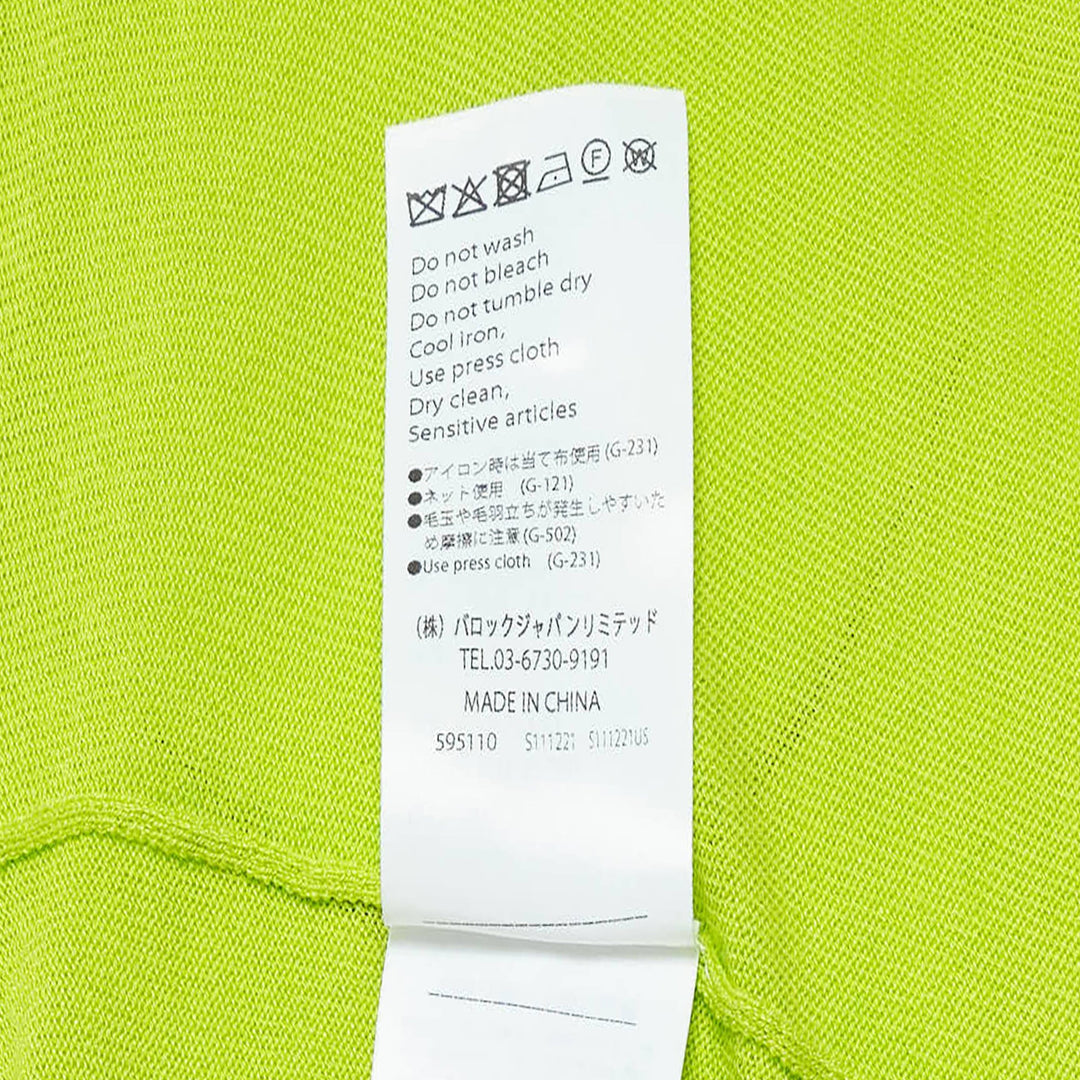 F W
Do not wash
Do not bleach
Do not tumble dry
Cool iron,
Use press cloth
Dry clean,
Sensitive articles
●アイロン時は当て布使用(G-231)
●ネット使用 (G-121)
●毛玉や毛羽立ちが発生しやすいた
め摩擦に注意(G-502)
●Use press cloth (G-231)
(株) バロックジャパンリミテッド
TEL.03-6730-9191
MADE IN CHINA
595110 S111221 S111221US